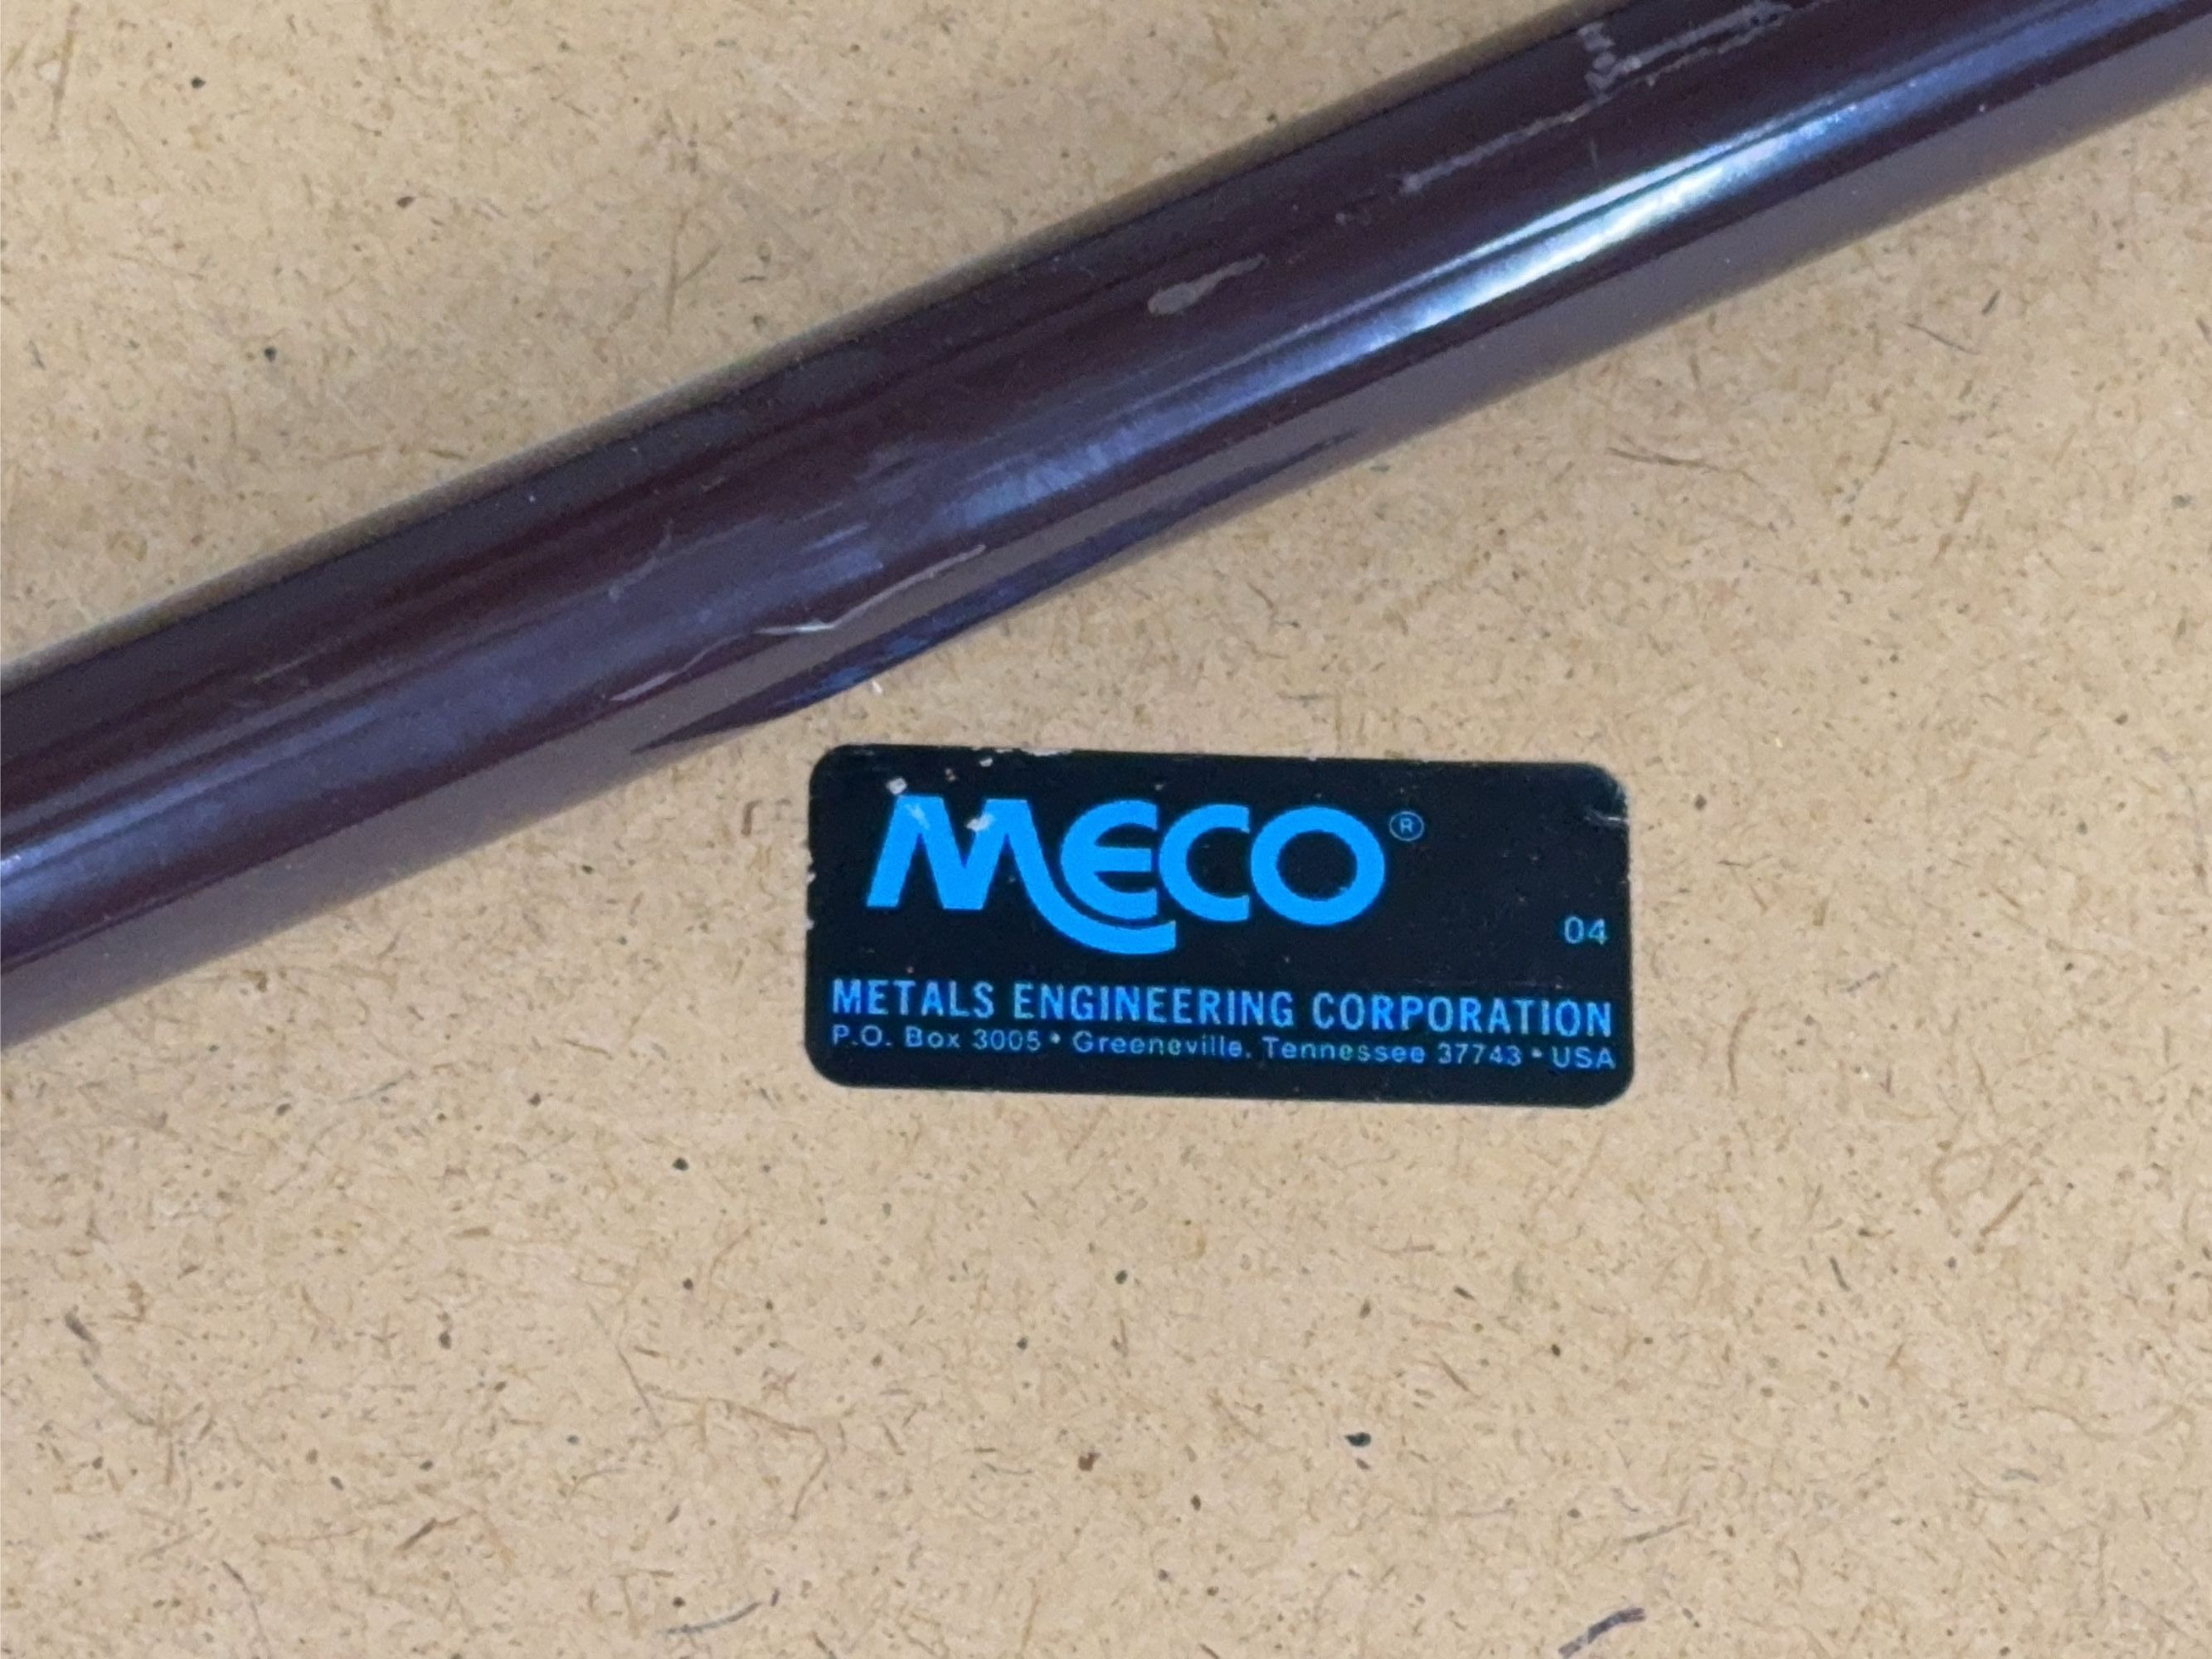 MECO®
04
METALS ENGINEERING CORPORATION
P.O. Box 3005 • Greeneville, Tennessee 37743 • USA